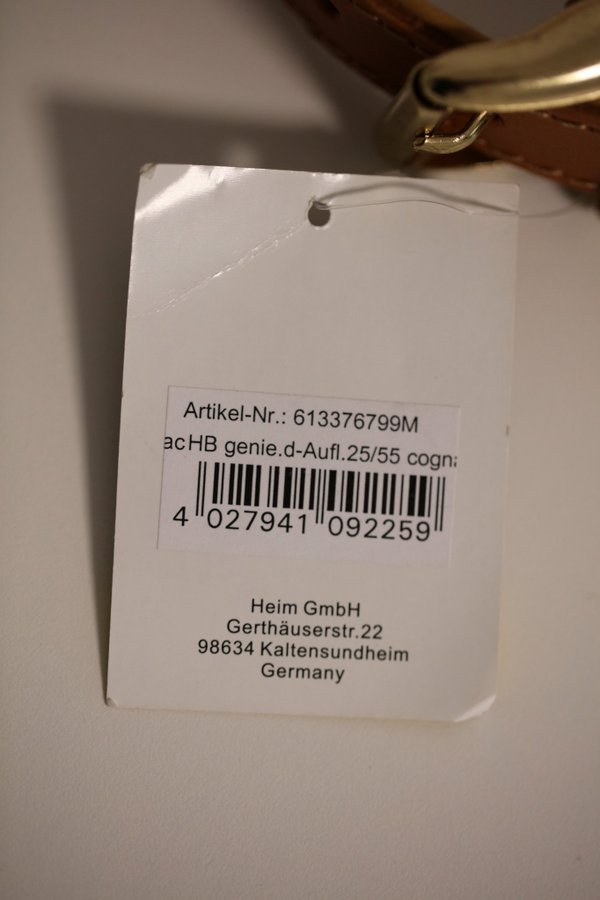 Artikel-Nr.: 613376799M
acHB genie.d-Aufl.25/55 cogna
4 027941 092259
Heim GmbH
Gerthäuserstr.22
98634 Kaltensundheim
Germany